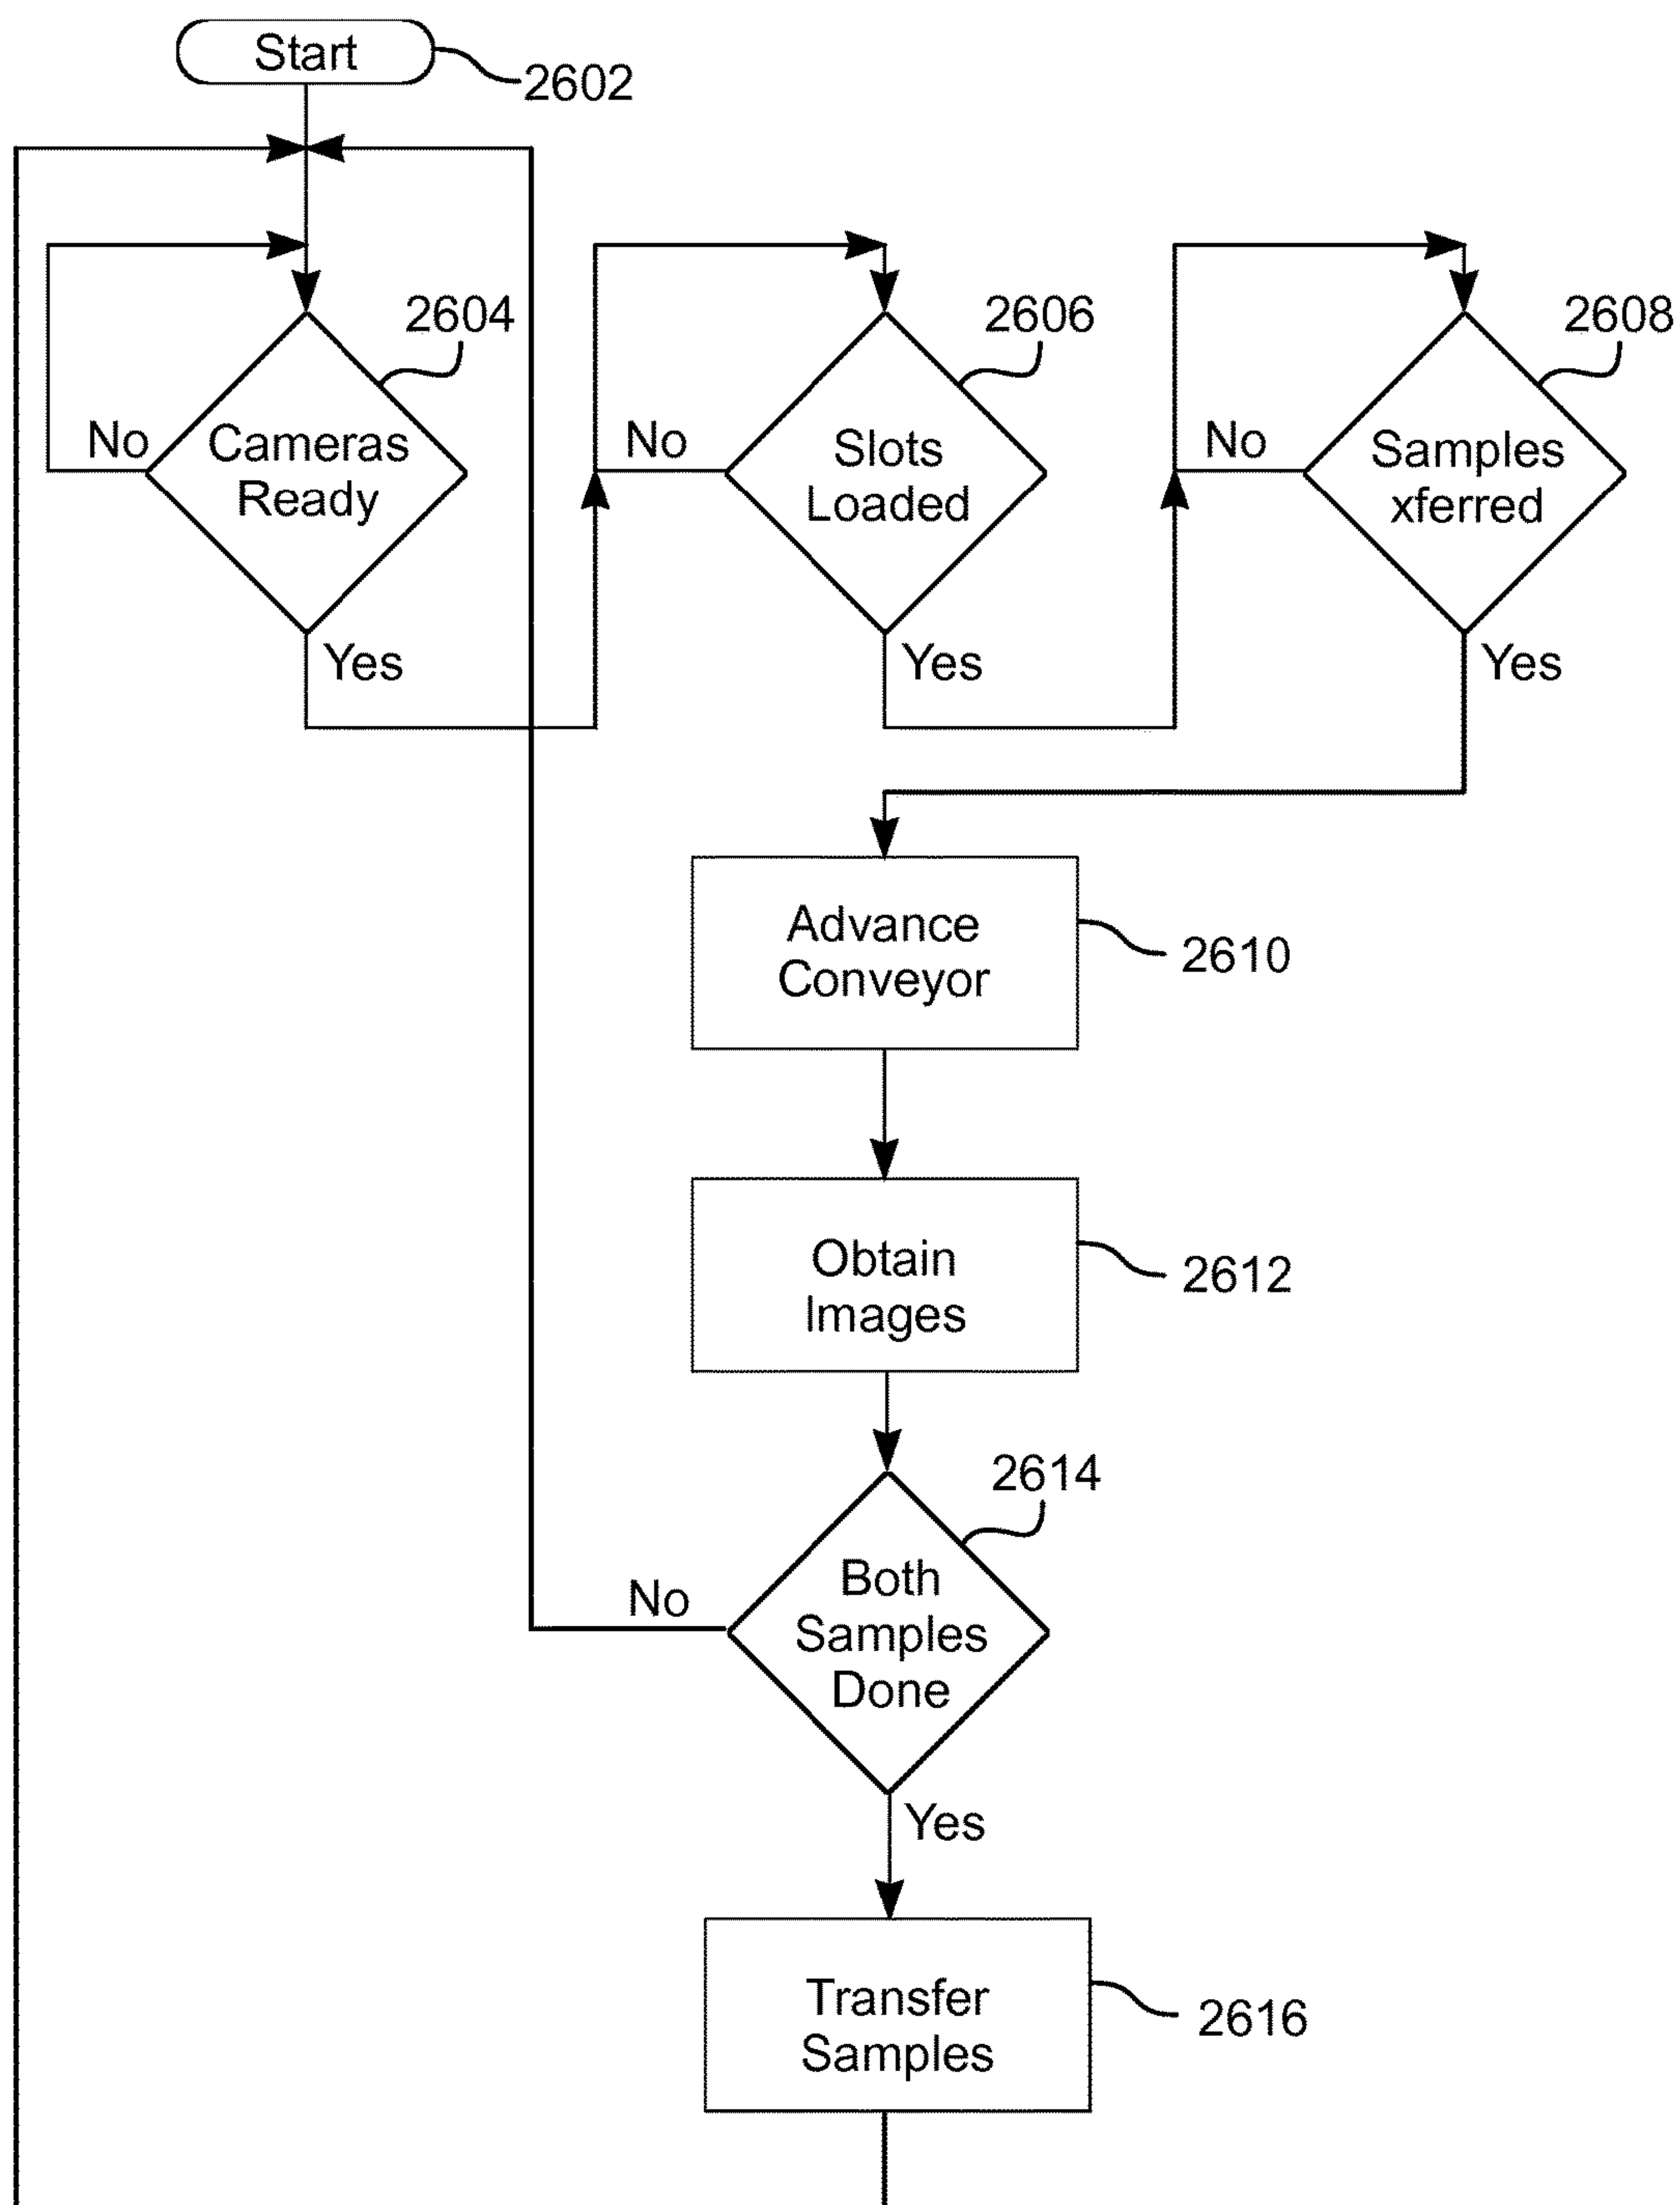 Start
2602
2604
2606
2608
No
Cameras
Ready
No
Slots
Loaded
No
Samples
xferred
Yes
Yes
Yes
Advance
Conveyor
2610
Obtain
Images
2612
2614
No
Both
Samples
Done
Yes
Transfer
Samples
2616